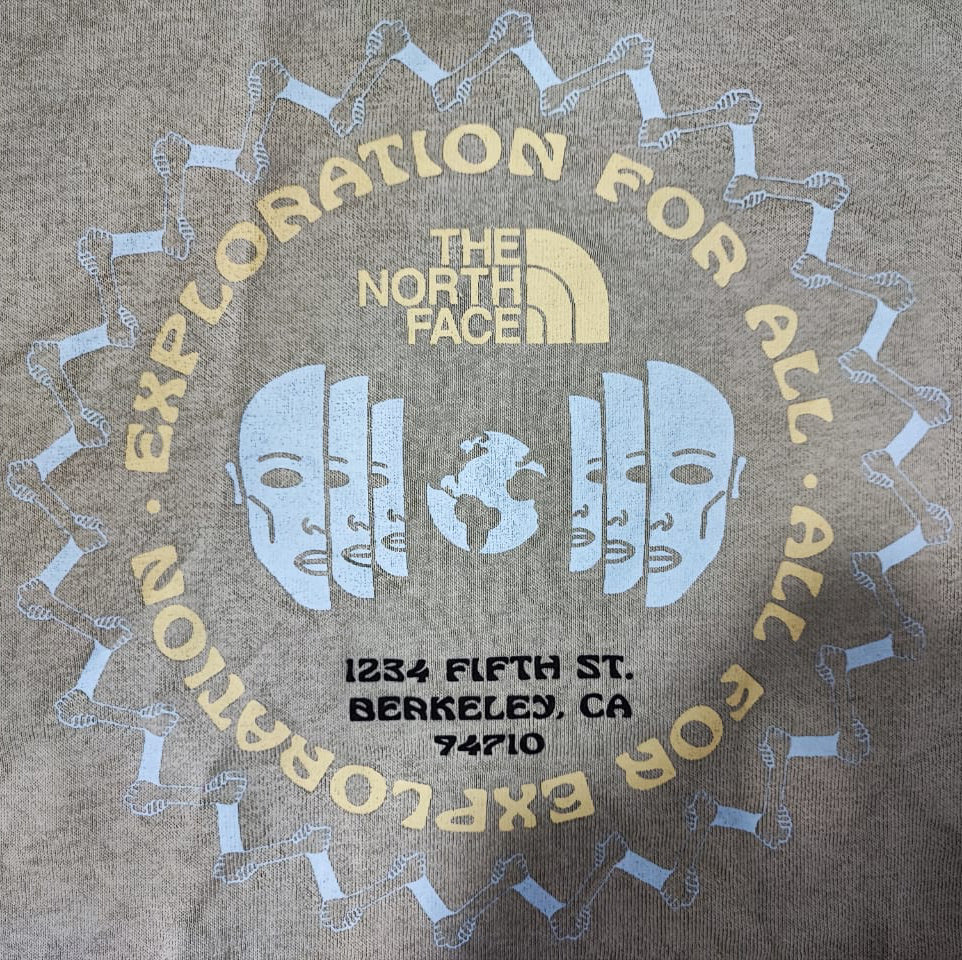 EXPLORATION FOR ALL · ALL FOR EXPLORATION ·
THE
NORTH
FACE
1234 FIFTH ST.
BERKELEY, CA
94710